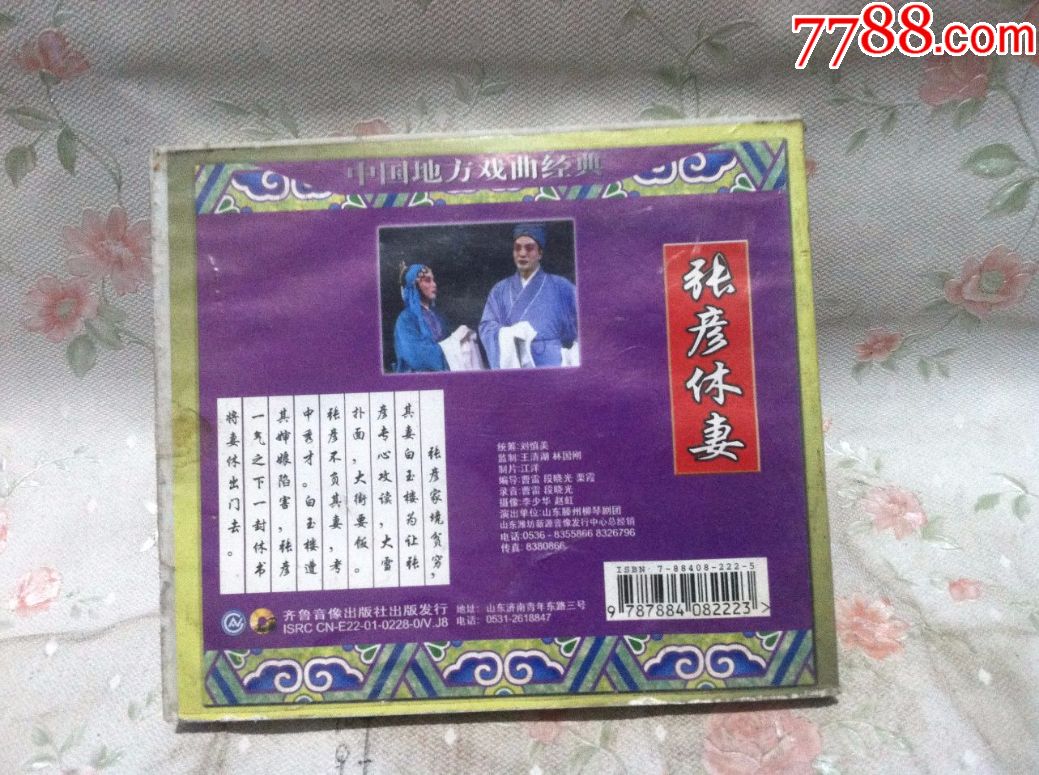 7788.com
中国地方戏曲经典
张彦休妻
张彦家境贫穷，
其妻白玉楼为让张
彦专心攻读，大雪
扑面，大街要饭。
张彦不负其妻，考
中秀才。白玉楼遭
其婶娘陷害，张彦
一气之下一封休书
将妻休出门去。
统筹:刘慎美
监制:王清湖 林国刚
制片:江洋
编导:曹雷 段晓光 栗霞
录音:曹雷 段晓光
摄像:李少华 赵虹
演出单位:山东滕州柳琴剧团
山东潍坊新源音像发行中心总经销
电话:0536 - 8355866 8326796
传真: 8380866
ISBN 7-88408-222-5
9 787884 082223 >
齐鲁音像出版社出版发行
ISRC CN-E22-01-0228-0/V.J8
地址: 山东济南青年东路三号
电话: 0531-2618847